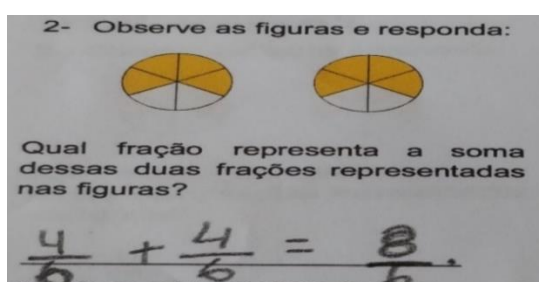 2- Observe as figuras e responda:
Qual fração representa a soma
dessas duas frações representadas
nas figuras?
4/6 + 4/6 = 8/6.